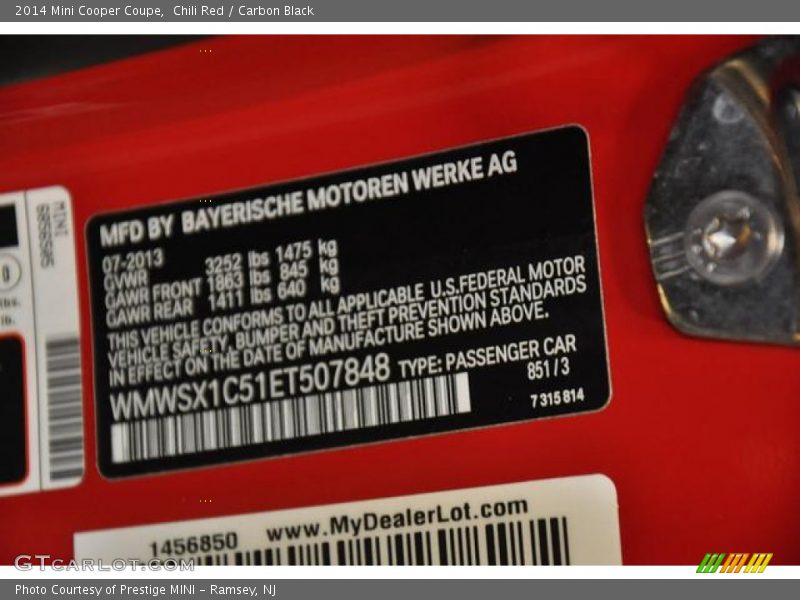 2014 Mini Cooper Coupe,  Chili Red / Carbon Black
MINI
MFD BY BAYERISCHE MOTOREN WERKE AG
07-2013
GVWR 3252 lbs 1475 kg
GAWR FRONT 1863 lbs 845 kg
GAWR REAR 1411 lbs 640 kg
THIS VEHICLE CONFORMS TO ALL APPLICABLE U.S.FEDERAL MOTOR
VEHICLE SAFETY, BUMPER AND THEFT PREVENTION STANDARDS
IN EFFECT ON THE DATE OF MANUFACTURE SHOWN ABOVE.
WMWSX1C51ET507848 TYPE: PASSENGER CAR
851/3
7315814
1456850 www.MyDealerLot.com
GTCARLOT.COM
Photo Courtesy of Prestige MINI - Ramsey, NJ